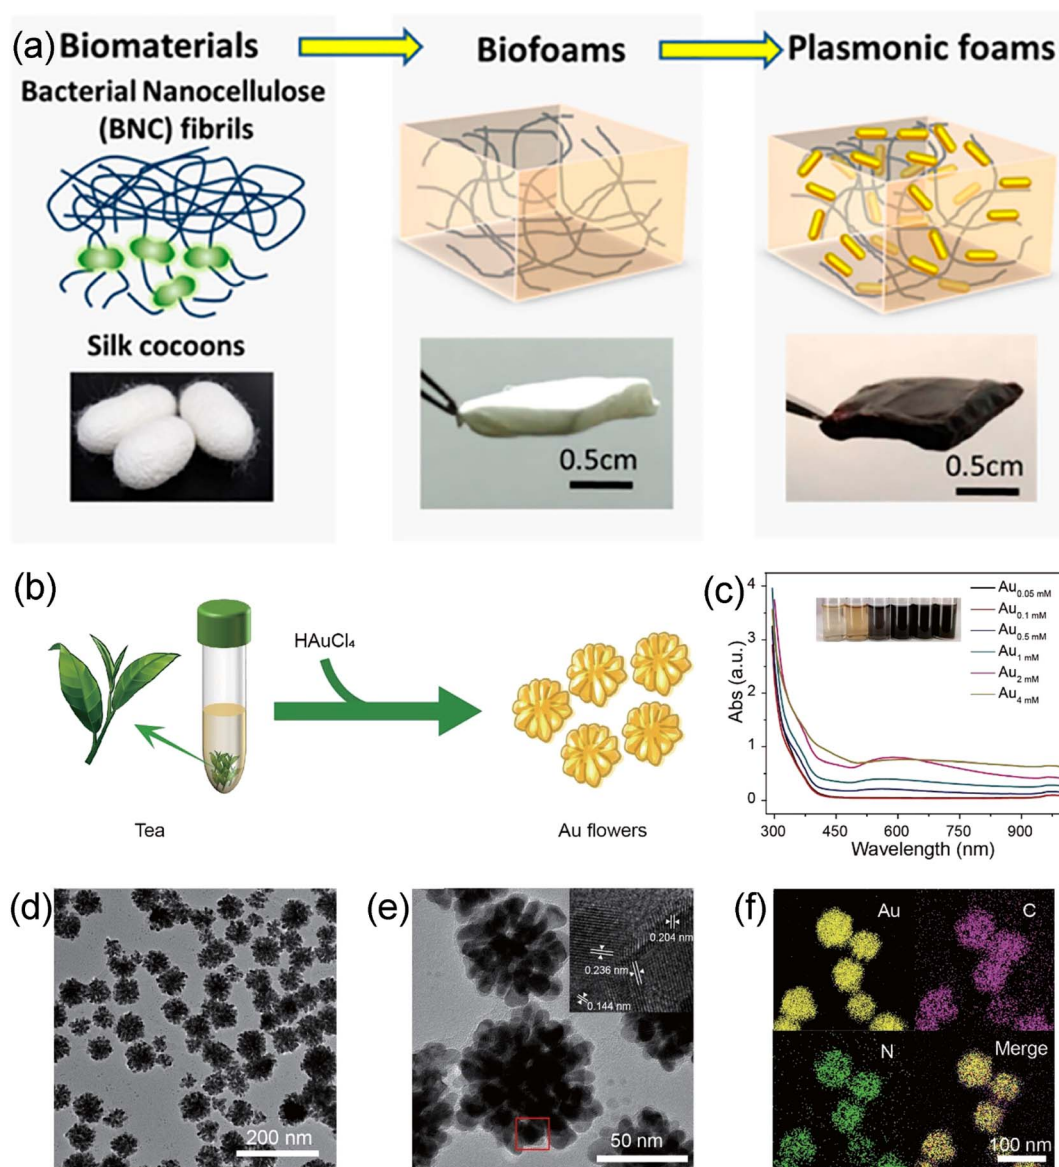 (a)
Biomaterials
Biofoams
Plasmonic foams
Bacterial Nanocellulose
(BNC) fibrils
Silk cocoons
0.5cm
0.5cm
(b)
HAuCl₄
Tea
Au flowers
(c)
Abs (a.u.)
4
3
2
1
0
300
450
600
750
900
Wavelength (nm)
Au0.05 mM
Au0.1 mM
Au0.5 mM
Au1 mM
Au2 mM
Au4 mM
(d)
200 nm
(e)
0.204 nm
0.236 nm
0.144 nm
50 nm
(f)
Au
C
N
Merge
100 nm